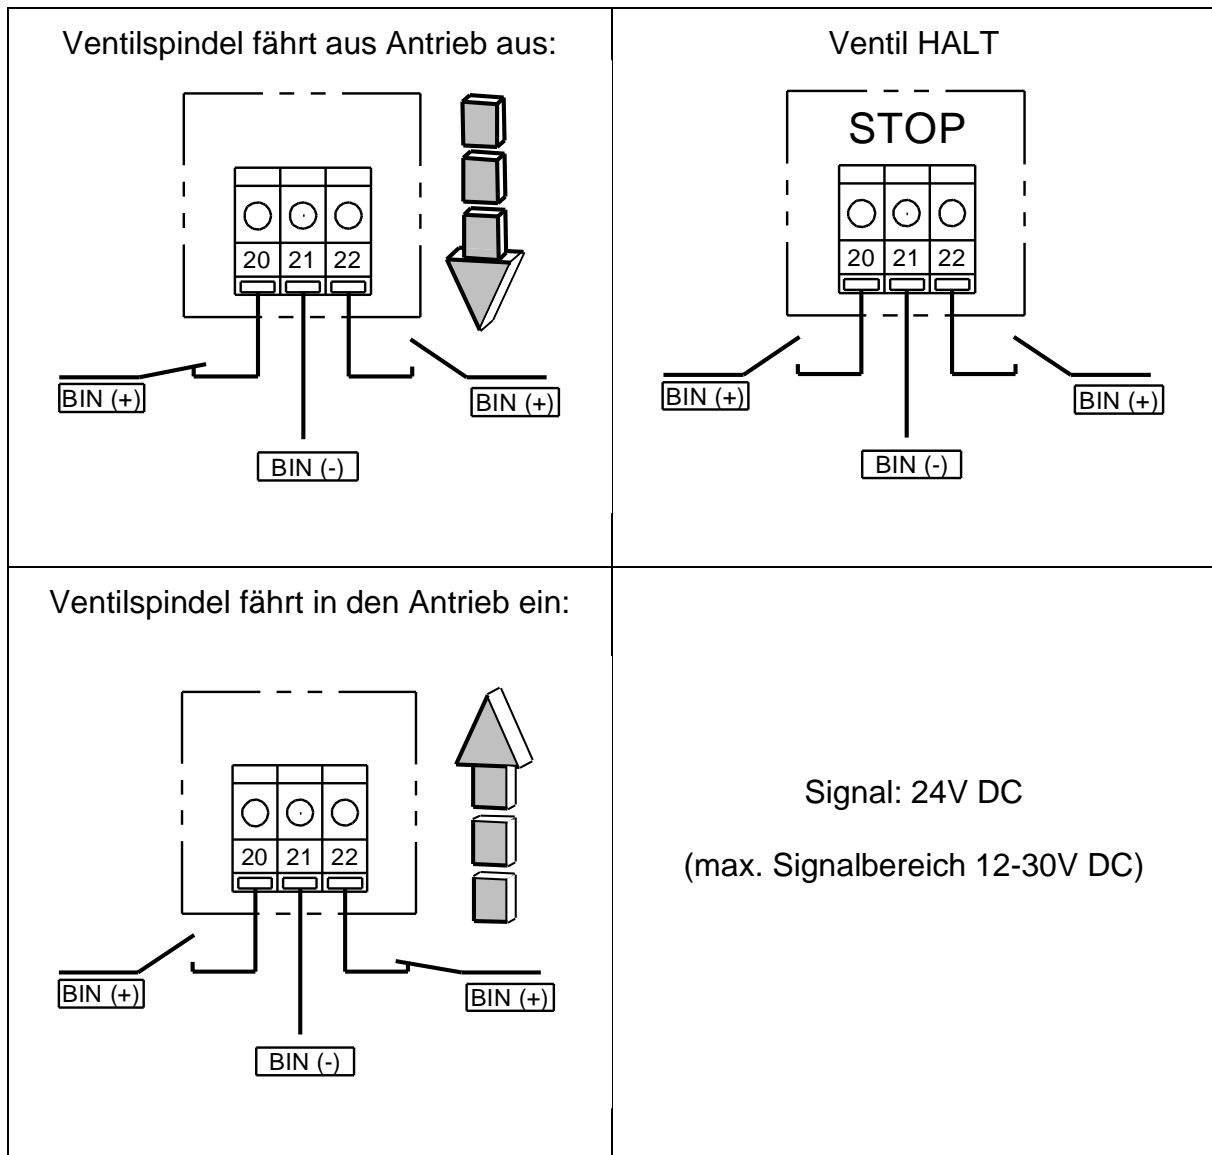 Ventilspindel fährt aus Antrieb aus:
20 21 22
BIN (+)
BIN (+)
BIN (-)
Ventil HALT
STOP
20 21 22
BIN (+)
BIN (+)
BIN (-)
Ventilspindel fährt in den Antrieb ein:
20 21 22
BIN (+)
BIN (+)
BIN (-)
Signal: 24V DC
(max. Signalbereich 12-30V DC)